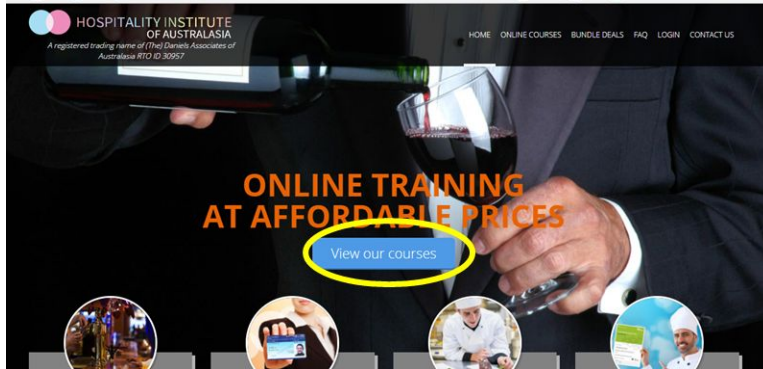 HOSPITALITY INSTITUTE
OF AUSTRALASIA
A registered trading name of (The) Daniels Associates of
Australasia RTO ID 30957
HOME ONLINE COURSES BUNDLE DEALS FAQ LOGIN CONTACT US
ONLINE TRAINING
AT AFFORDABLE PRICES
View our courses